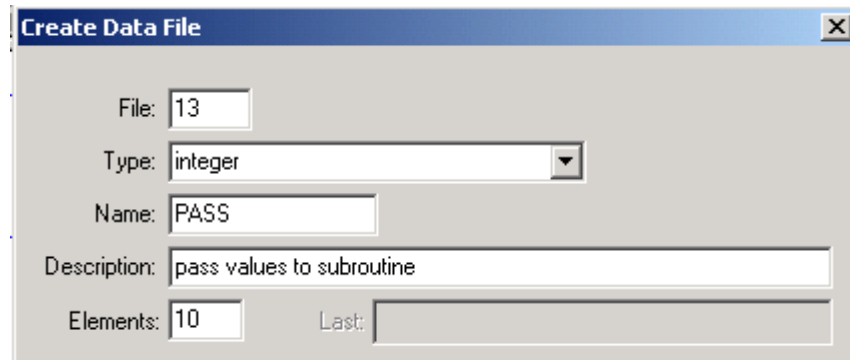 Create Data File
File: 13
Type: integer
Name: PASS
Description: pass values to subroutine
Elements: 10 Last: